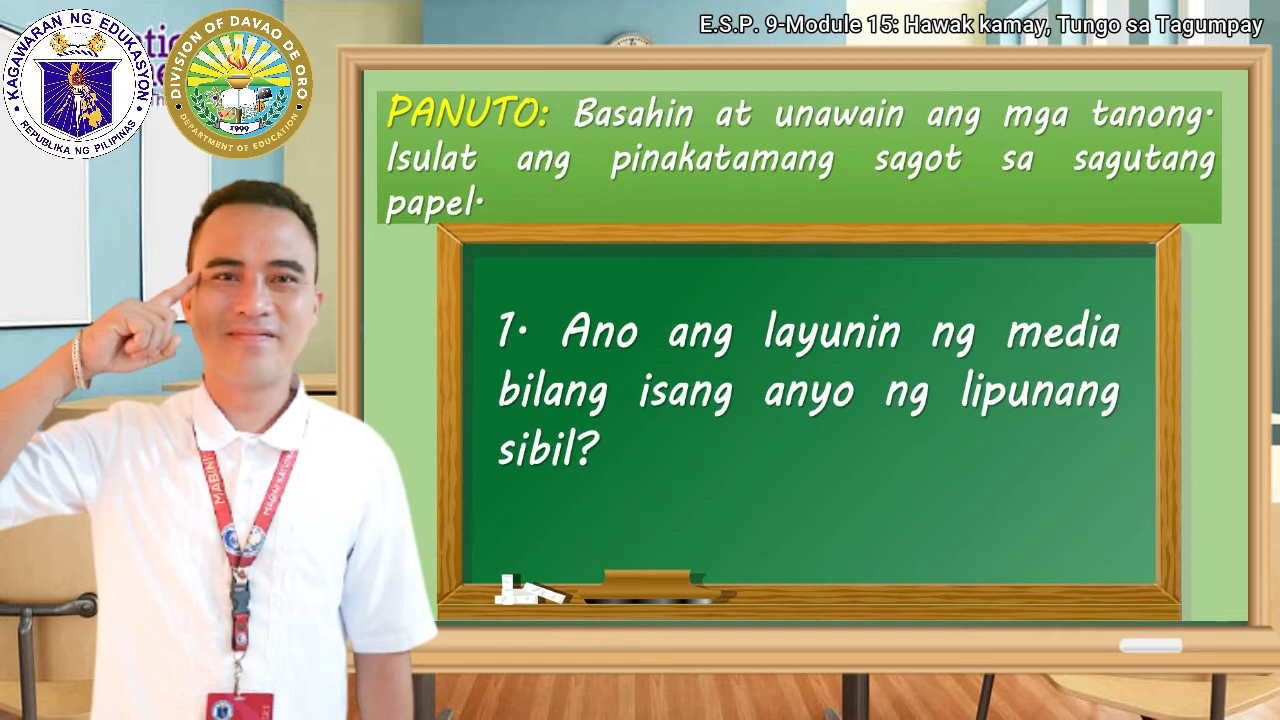 E.S.P. 9-Module 15: Hawak kamay, Tungo sa Tagumpay
KAGAWARAN NG EDUKASYON
REPUBLIKA NG PILIPINAS
DIVISION OF DAVAO DE ORO
1999
DEPARTMENT OF EDUCATION
PANUTO: Basahin at unawain ang mga tanong.
Isulat ang pinakatamang sagot sa sagutang
papel.
1. Ano ang layunin ng media
bilang isang anyo ng lipunang
sibil?
MABINI